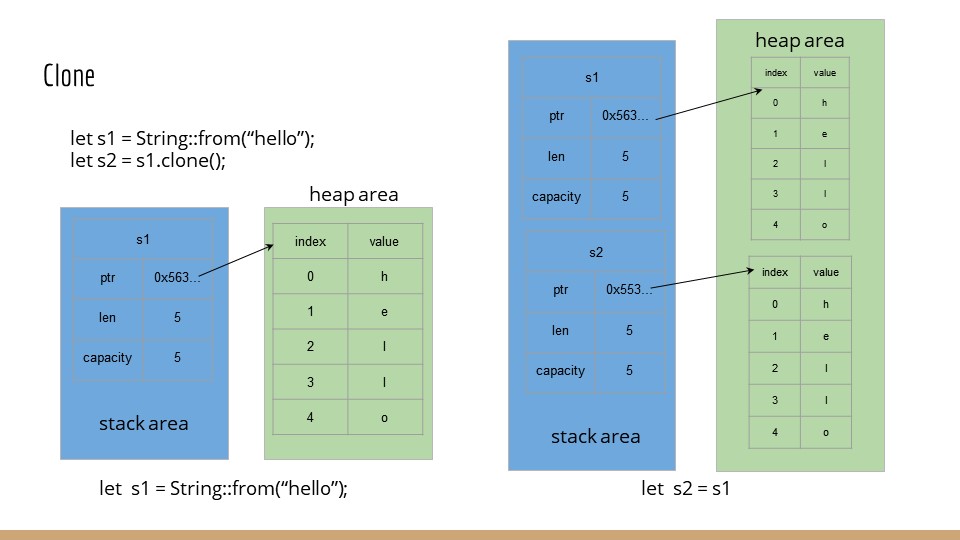 Clone
let s1 = String::from(“hello”);
let s2 = s1.clone();
heap area
s1
ptr 0x563...
len 5
capacity 5
stack area
index value
0 h
1 e
2 l
3 l
4 o
let s1 = String::from(“hello”);
s1
ptr 0x563...
len 5
capacity 5
s2
ptr 0x553...
len 5
capacity 5
stack area
heap area
index value
0 h
1 e
2 l
3 l
4 o
index value
0 h
1 e
2 l
3 l
4 o
let s2 = s1